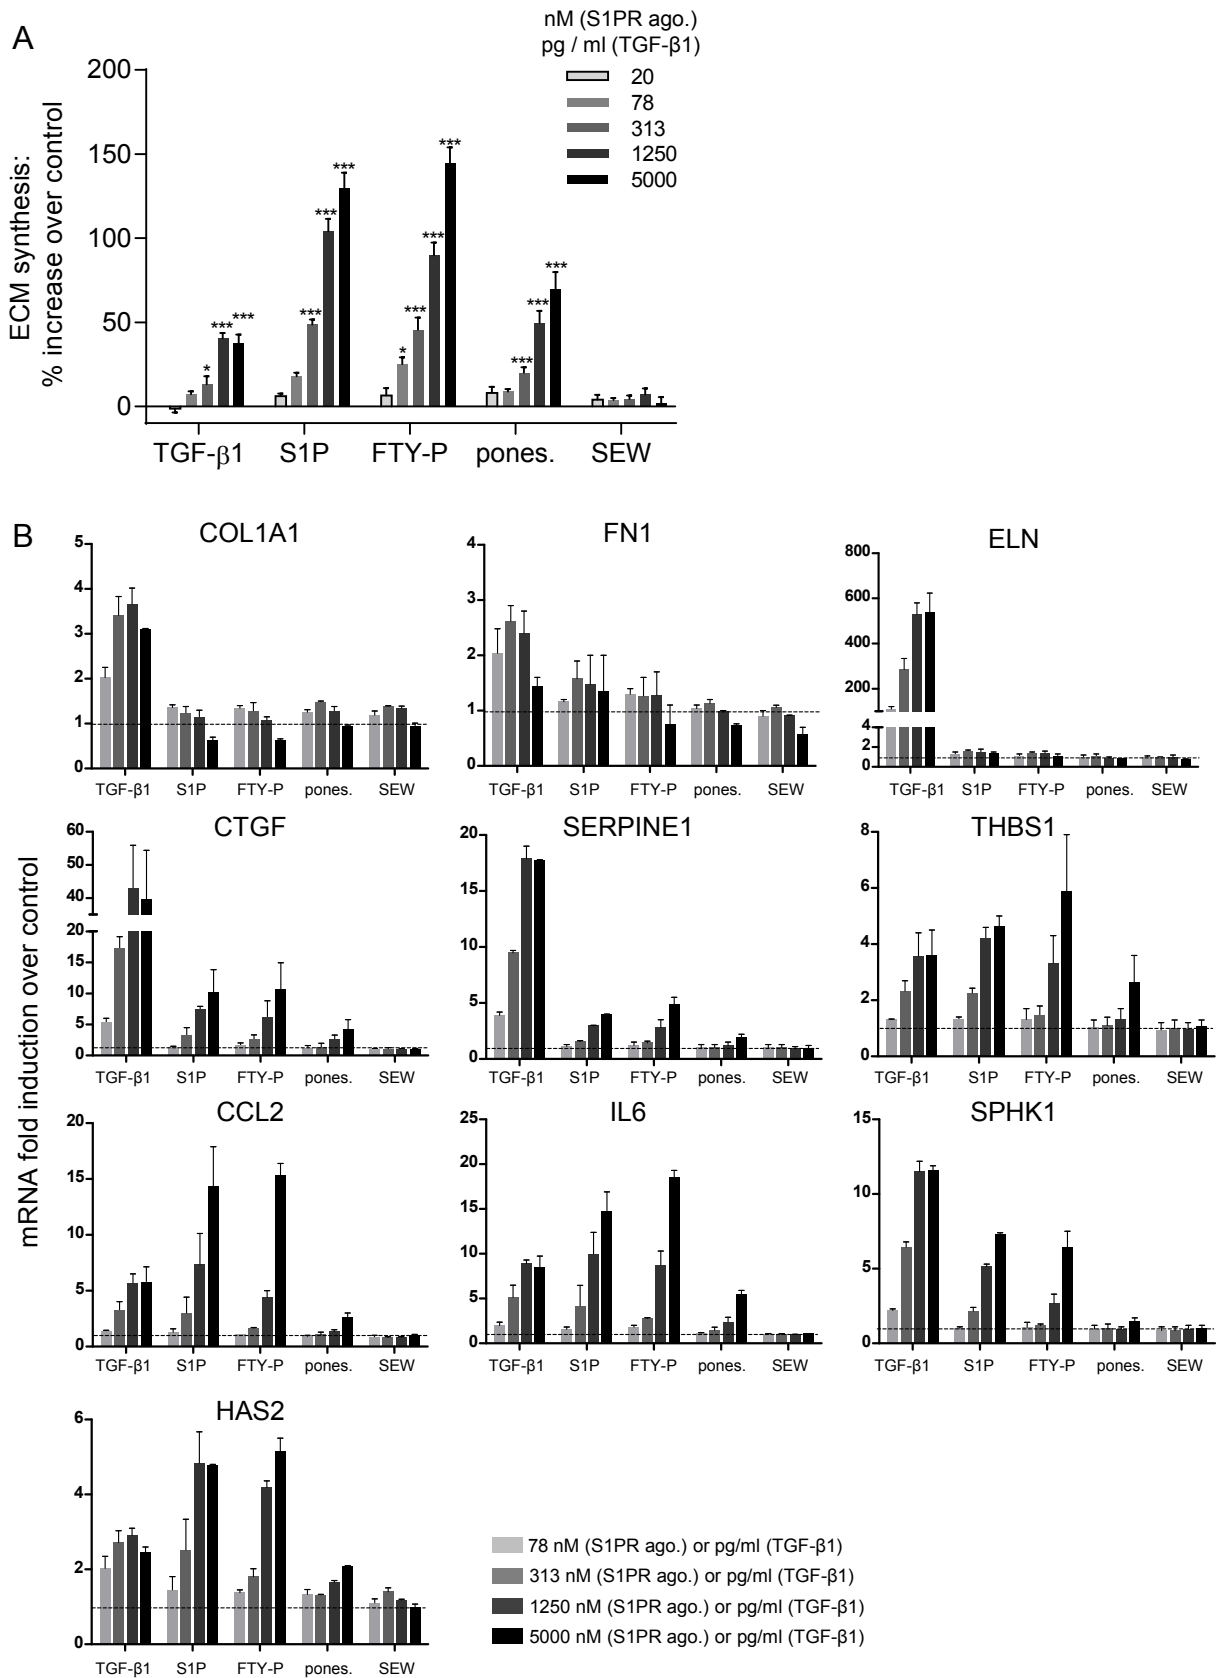 A
nM (S1PR ago.)
pg / ml (TGF-β1)
20
78
313
1250
5000
ECM synthesis:
% increase over control
200
150
100
50
0
*
***
***
***
***
***
*
***
***
***
***
***
***
TGF-β1 S1P FTY-P pones. SEW
B
mRNA fold induction over control
COL1A1
5
4
3
2
1
0
TGF-β1 S1P FTY-P pones. SEW
FN1
4
3
2
1
0
TGF-β1 S1P FTY-P pones. SEW
ELN
800
600
400
200
4
2
0
TGF-β1 S1P FTY-P pones. SEW
CTGF
60
50
40
30
20
20
15
10
5
0
TGF-β1 S1P FTY-P pones. SEW
SERPINE1
20
15
10
5
0
TGF-β1 S1P FTY-P pones. SEW
THBS1
8
6
4
2
0
TGF-β1 S1P FTY-P pones. SEW
CCL2
20
15
10
5
0
TGF-β1 S1P FTY-P pones. SEW
IL6
25
20
15
10
5
0
TGF-β1 S1P FTY-P pones. SEW
SPHK1
15
10
5
0
TGF-β1 S1P FTY-P pones. SEW
HAS2
6
4
2
0
TGF-β1 S1P FTY-P pones. SEW
78 nM (S1PR ago.) or pg/ml (TGF-β1)
313 nM (S1PR ago.) or pg/ml (TGF-β1)
1250 nM (S1PR ago.) or pg/ml (TGF-β1)
5000 nM (S1PR ago.) or pg/ml (TGF-β1)